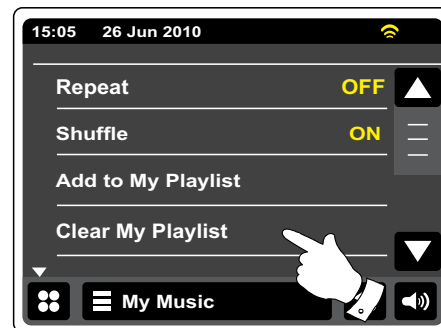 15:05 26 Jun 2010
Repeat OFF
Shuffle ON
Add to My Playlist
Clear My Playlist
My Music